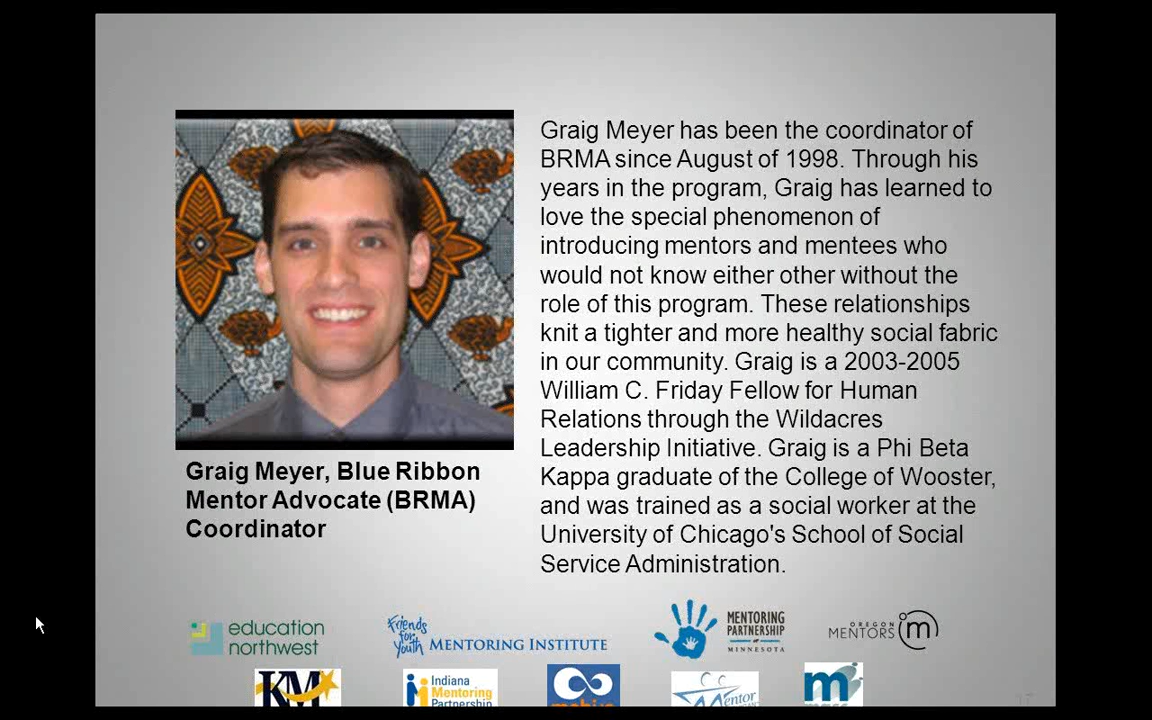 Graig Meyer has been the coordinator of
BRMA since August of 1998. Through his
years in the program, Graig has learned to
love the special phenomenon of
introducing mentors and mentees who
would not know either other without the
role of this program. These relationships
knit a tighter and more healthy social fabric
in our community. Graig is a 2003-2005
William C. Friday Fellow for Human
Relations through the Wildacres
Leadership Initiative. Graig is a Phi Beta
Kappa graduate of the College of Wooster,
and was trained as a social worker at the
University of Chicago's School of Social
Service Administration.
Graig Meyer, Blue Ribbon
Mentor Advocate (BRMA)
Coordinator
education
northwest
Friends
for
Youth
MENTORING INSTITUTE
MENTORING
PARTNERSHIP
OF
MINNESOTA
OREGON
MENTORS
m
KM
Indiana
Mentoring
Partnership
Mentor
m
17